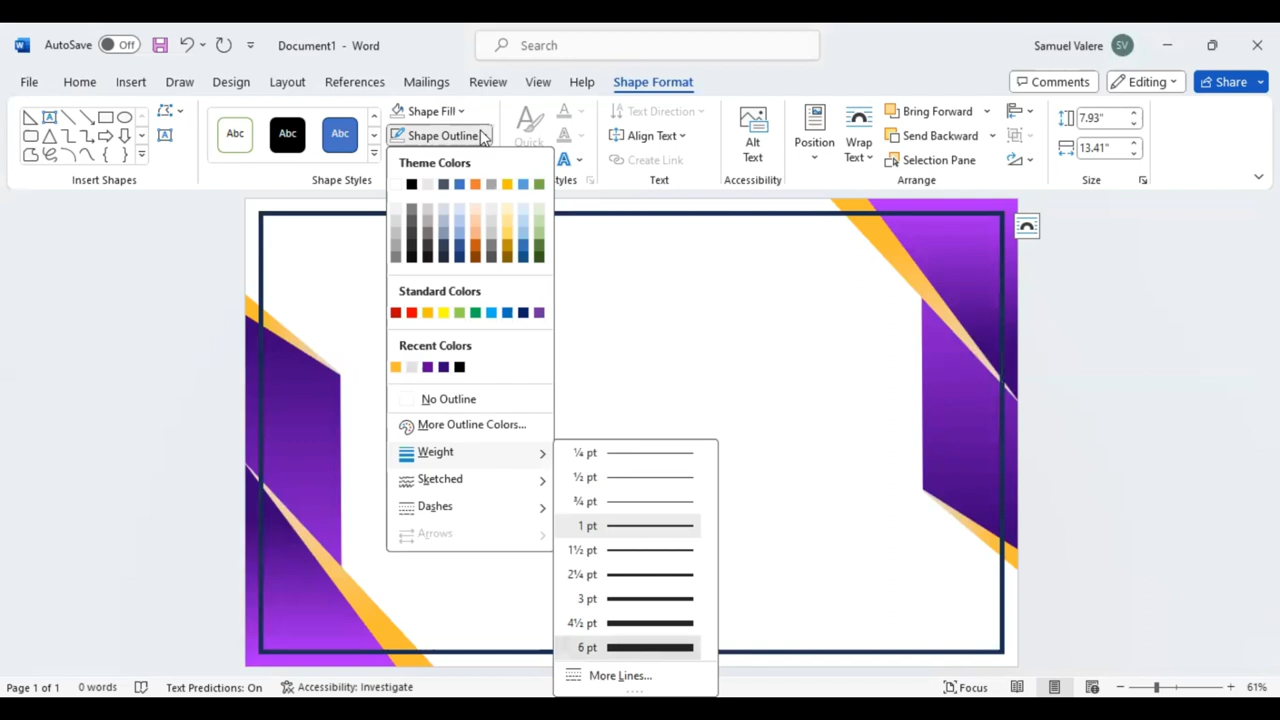 AutoSave Off Document1 - Word Search Samuel Valere SV
File Home Insert Draw Design Layout References Mailings Review View Help Shape Format Comments Editing Share
Abc Abc Abc
Shape Fill
Shape Outline
Quick
Text Direction
Align Text
Create Link
Alt
Text
Position
Wrap
Text
Bring Forward
Send Backward
Selection Pane
7.93"
13.41"
Insert Shapes Shape Styles Styles Text Accessibility Arrange Size
Theme Colors
Standard Colors
Recent Colors
No Outline
More Outline Colors...
Weight
Sketched
Dashes
Arrows
¼ pt
½ pt
¾ pt
1 pt
1½ pt
2¼ pt
3 pt
4½ pt
6 pt
More Lines...
Page 1 of 1 0 words Text Predictions: On Accessibility: Investigate Focus 61%